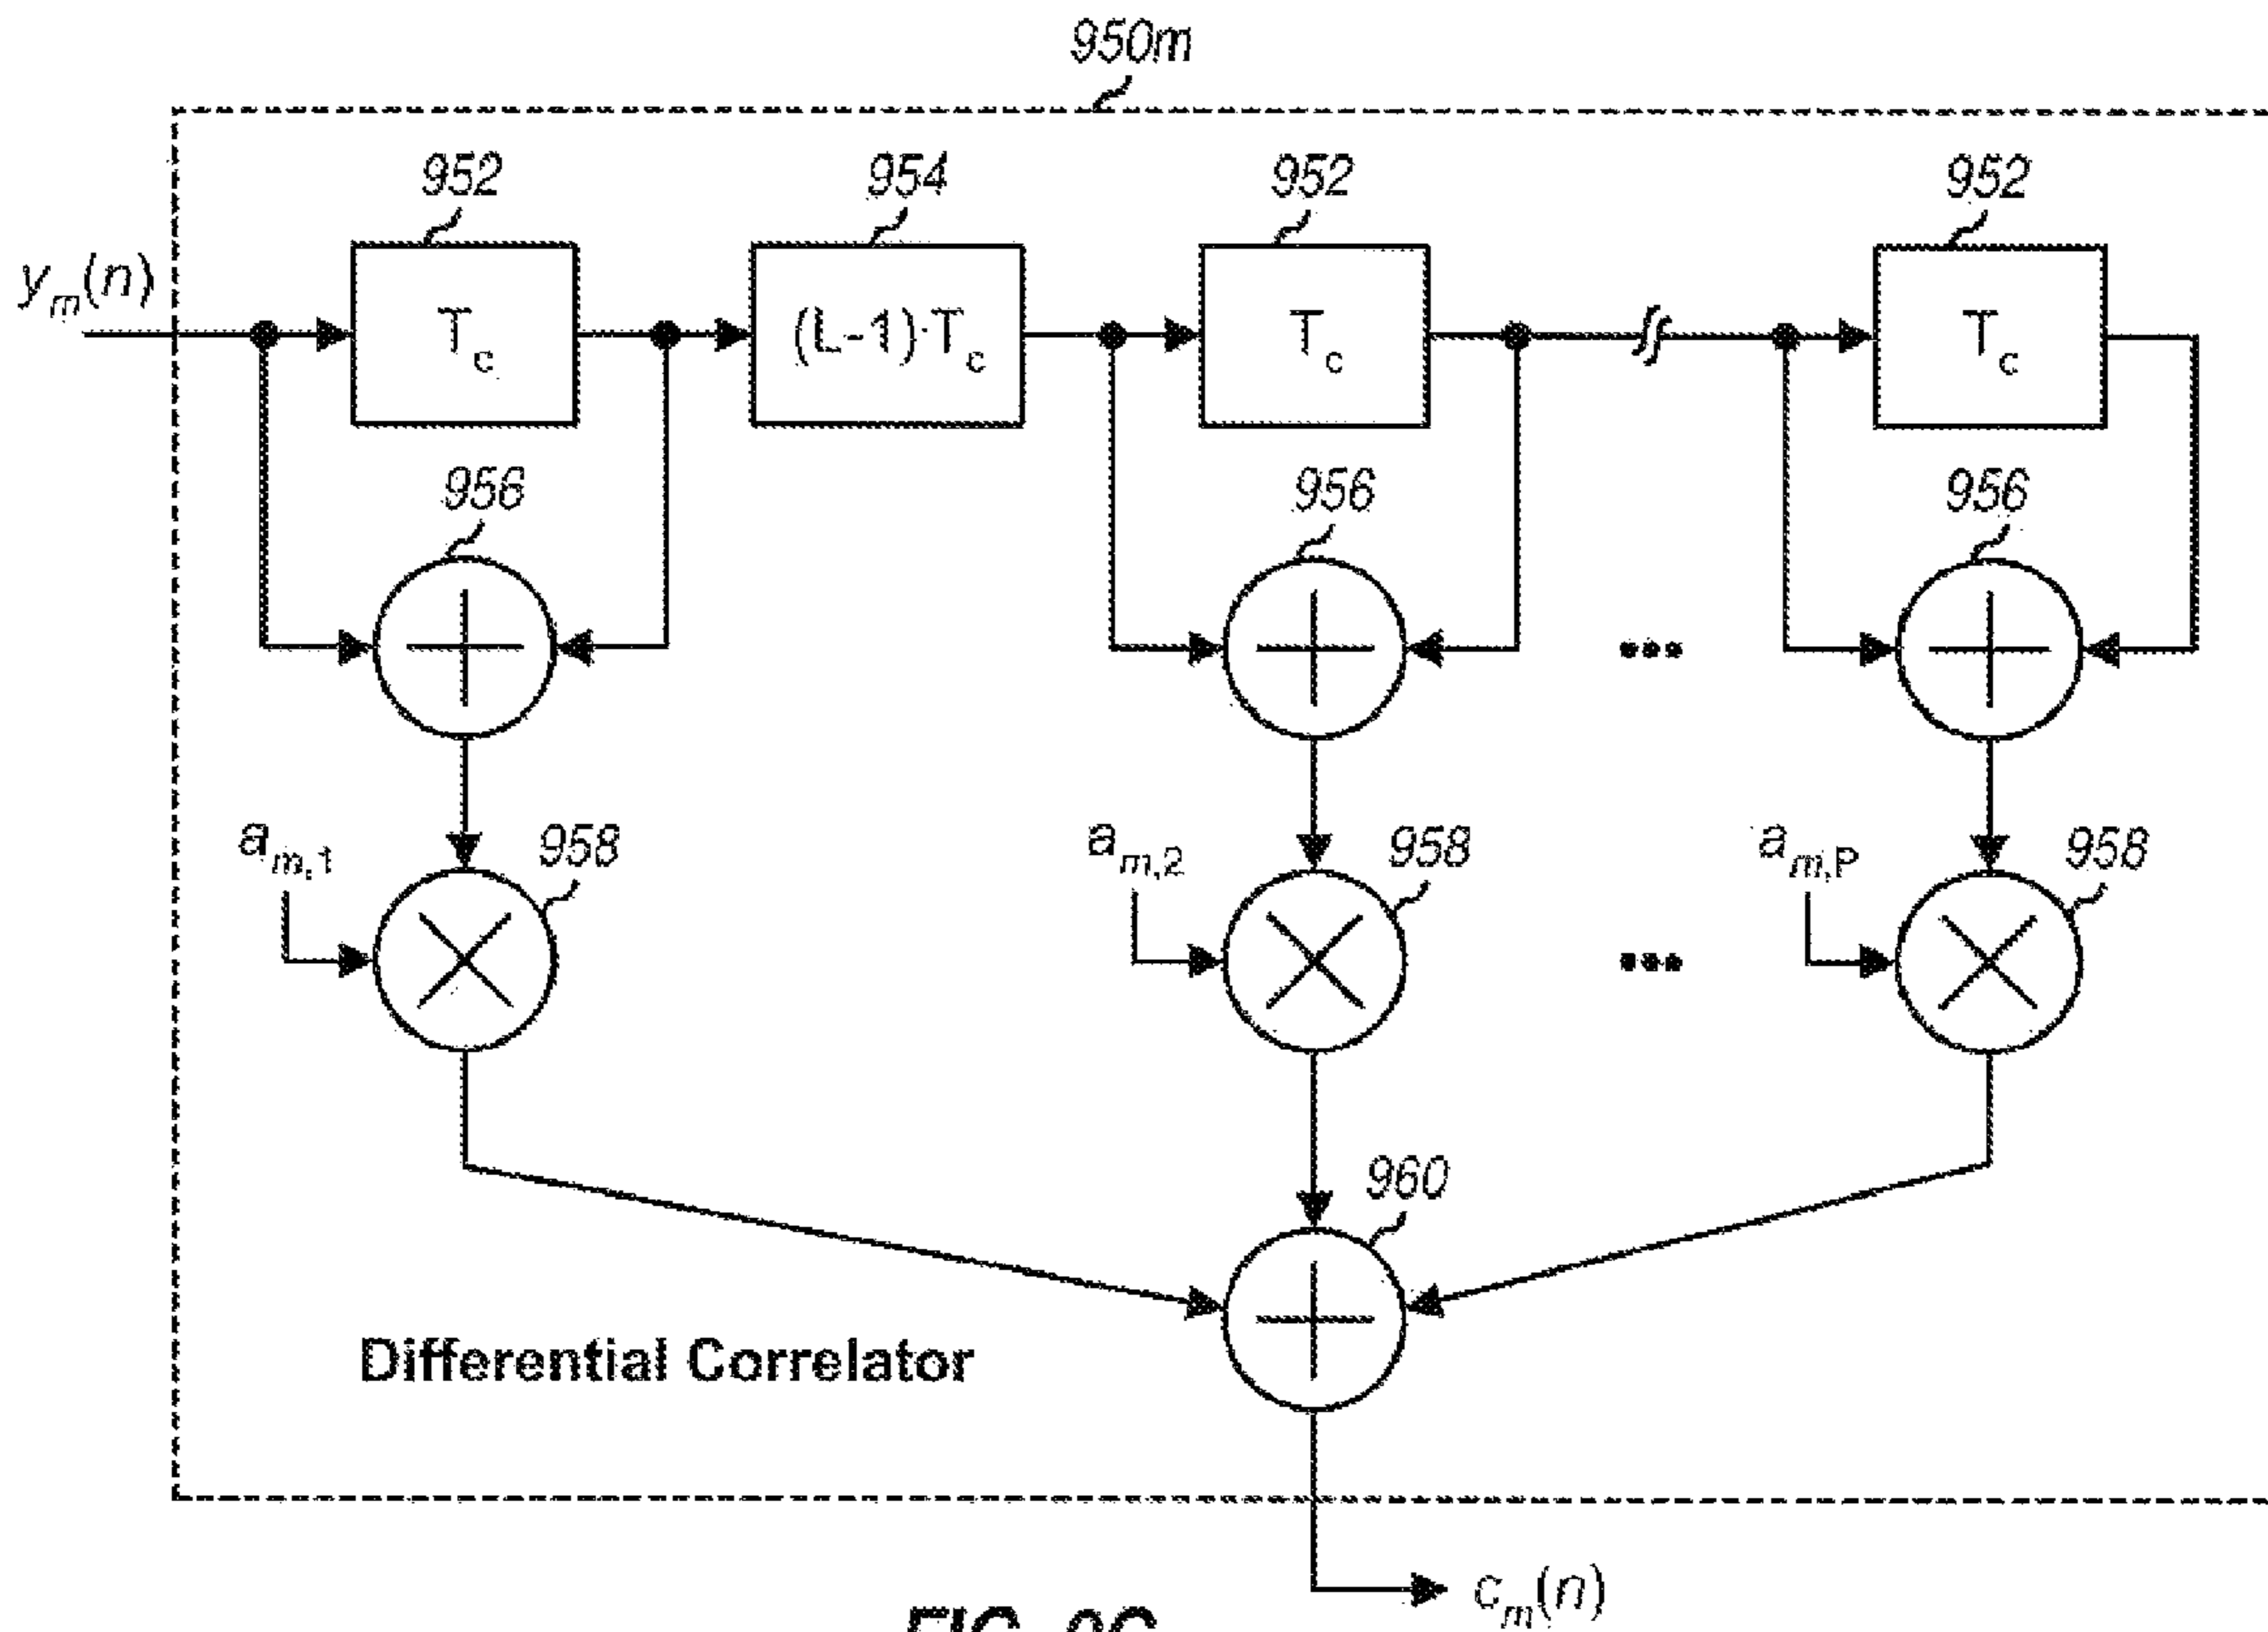 950m
952 954 952 952
y_m(n)
T_c (L-1)·T_c T_c T_c
956 956 956
...
a_m,1 958 a_m,2 958 a_m,P 958
...
960
Differential Correlator
c_m(n)